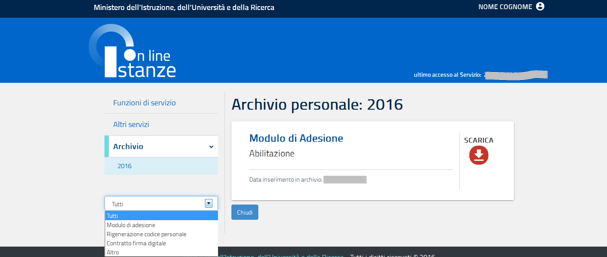 Ministero dell'Istruzione, dell'Università e della Ricerca
NOME COGNOME
on line
Istanze
ultimo accesso al Servizio:
Funzioni di servizio
Altri servizi
Archivio
2016
Tutti
Tutti
Modulo di adesione
Rigenerazione codice personale
Contratto firma digitale
Altro
Archivio personale: 2016
Modulo di Adesione
Abilitazione
SCARICA
Data inserimento in archivio:
Chiudi
dell'Istruzione, dell'Università e della Ricerca - Tutti i diritti riservati © 2016